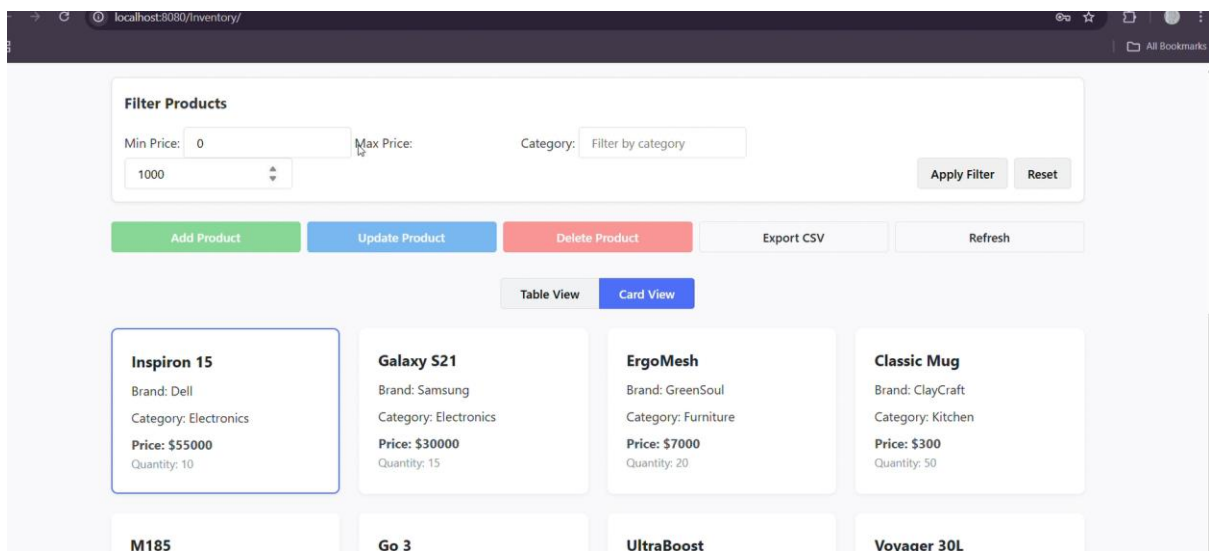 localhost:8080/Inventory/
All Bookmarks
Filter Products
Min Price: 0 Max Price: Category: Filter by category
1000 Apply Filter Reset
Add Product Update Product Delete Product Export CSV Refresh
Table View Card View
Inspiron 15 Galaxy S21 ErgoMesh Classic Mug
Brand: Dell Brand: Samsung Brand: GreenSoul Brand: ClayCraft
Category: Electronics Category: Electronics Category: Furniture Category: Kitchen
Price: $55000 Price: $30000 Price: $7000 Price: $300
Quantity: 10 Quantity: 15 Quantity: 20 Quantity: 50
M185 Go 3 UltraBoost Voyager 30L